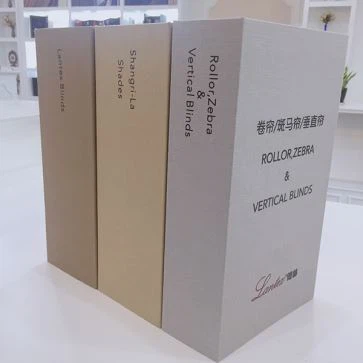 Lantex Blinds
Shangri-La
Shades
Rollor,Zebra
&
Vertical Blinds
卷帘/斑马帘/垂直帘
ROLLOR,ZEBRA
&
VERTICAL BLINDS
Lantex